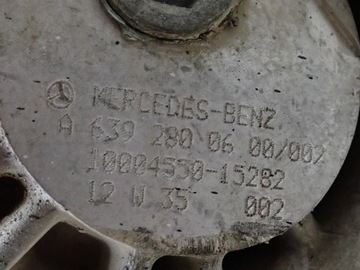 MERCEDES-BENZ
A 639 280 06 00/002
10004550-15282
12 W 35 002